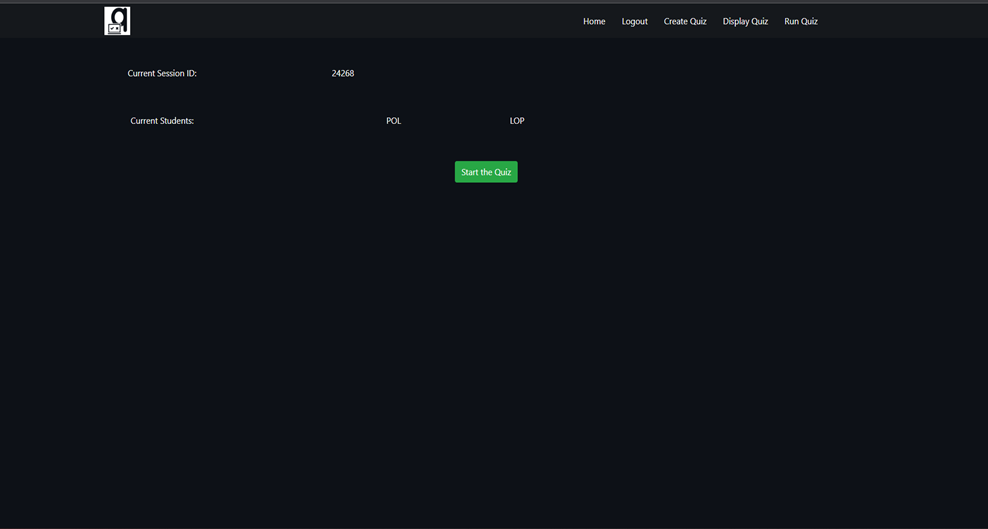 q
Home Logout Create Quiz Display Quiz Run Quiz
Current Session ID: 24268
Current Students: POL LOP
Start the Quiz